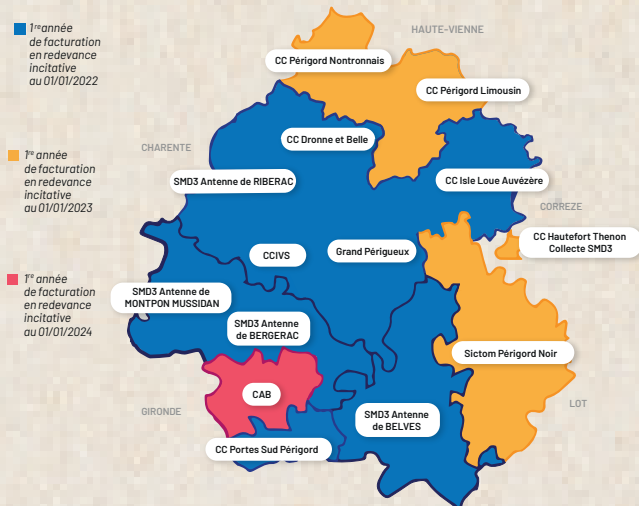 1re année
de facturation
en redevance
incitative
au 01/01/2022
1re année
de facturation
en redevance
incitative
au 01/01/2023
1re année
de facturation
en redevance
incitative
au 01/01/2024
HAUTE-VIENNE
CC Périgord Nontronnais
CC Périgord Limousin
CHARENTE
CC Dronne et Belle
SMD3 Antenne de RIBERAC
CC Isle Loue Auvézère
CORREZE
CC Hautefort Thenon
Collecte SMD3
CCIVS
Grand Périgueux
SMD3 Antenne de
MONTPON MUSSIDAN
SMD3 Antenne
de BERGERAC
Sictom Périgord Noir
CAB
GIRONDE
LOT
SMD3 Antenne
de BELVES
CC Portes Sud Périgord